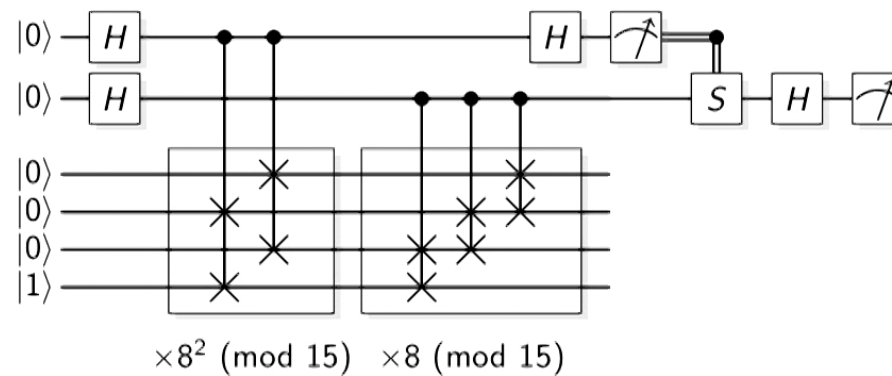 |0⟩ H H
|0⟩ H S H
|0⟩
|0⟩
|0⟩
|1⟩
×8² (mod 15) ×8 (mod 15)